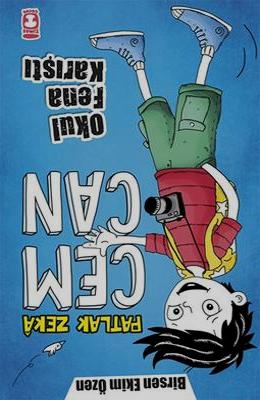 Birsen Ekim Özen
PATLAK ZEKÂ
CEM
CAN
Okul
Fena
Karıştı